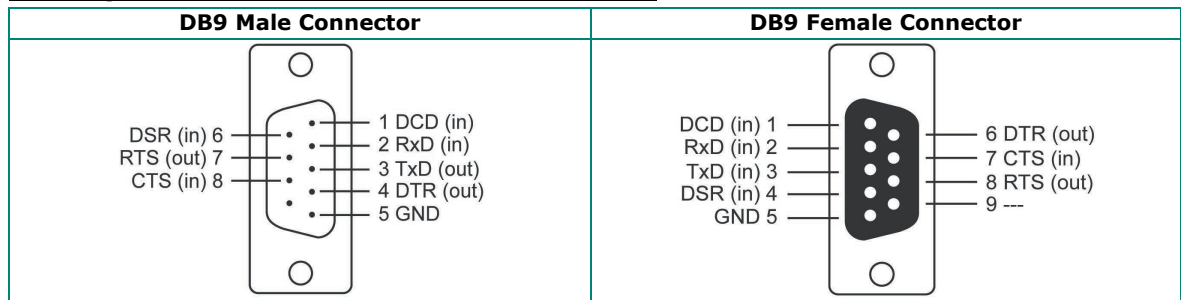 DB9 Male Connector
DB9 Female Connector
DSR (in) 6
RTS (out) 7
CTS (in) 8
1 DCD (in)
2 RxD (in)
3 TxD (out)
4 DTR (out)
5 GND
DCD (in) 1
RxD (in) 2
TxD (in) 3
DSR (in) 4
GND 5
6 DTR (out)
7 CTS (in)
8 RTS (out)
9 ---